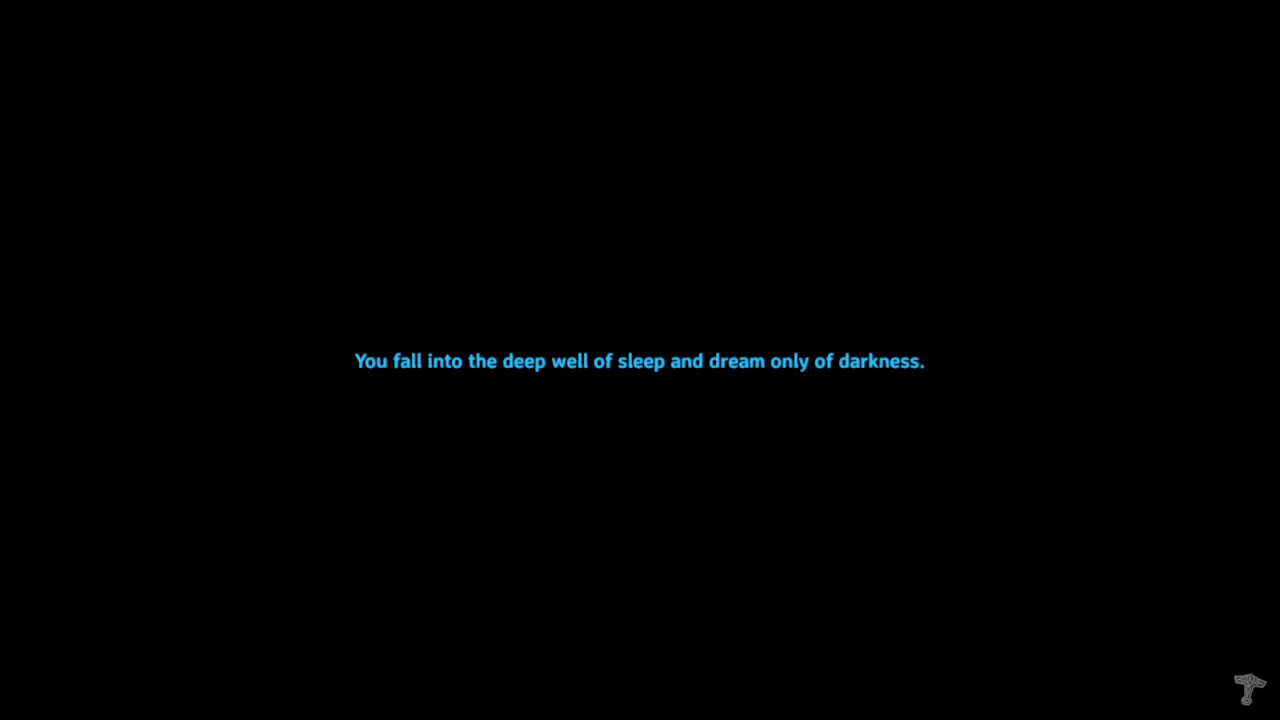 You fall into the deep well of sleep and dream only of darkness.